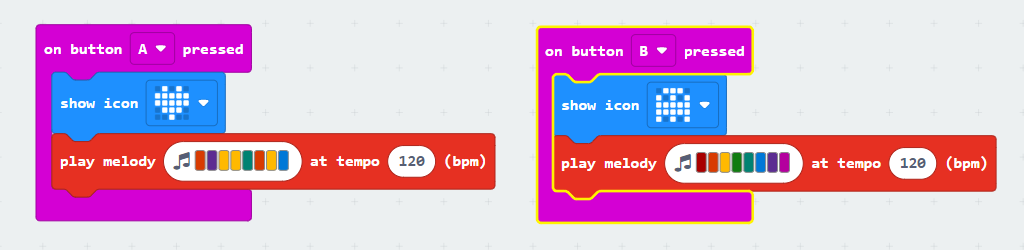 on button A pressed
show icon
play melody at tempo 120 (bpm)
on button B pressed
show icon
play melody at tempo 120 (bpm)